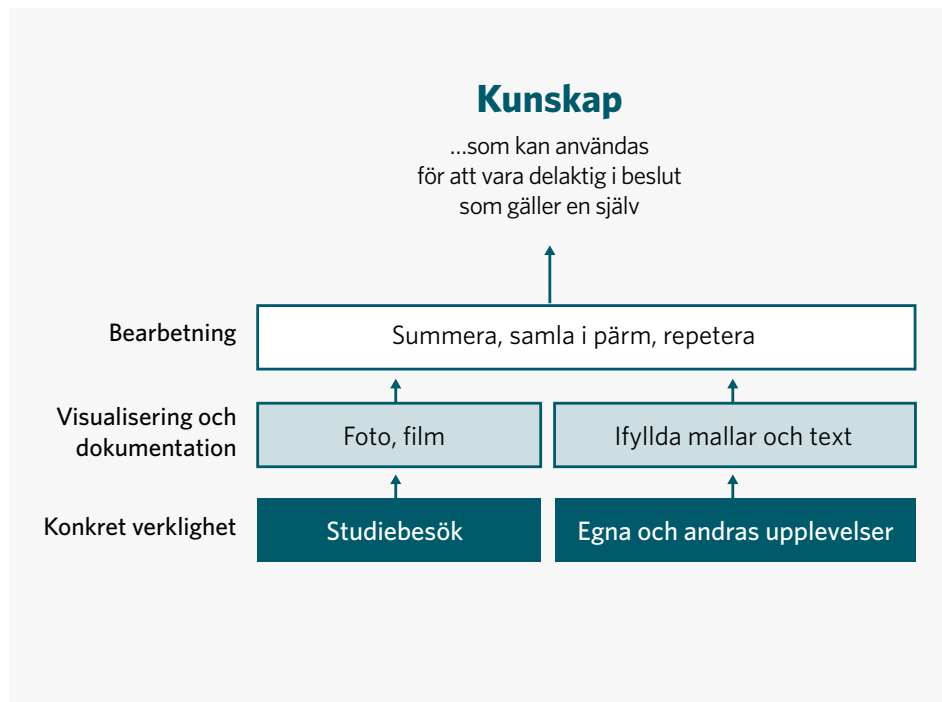 Kunskap
...som kan användas
för att vara delaktig i beslut
som gäller en själv
Bearbetning
Summera, samla i pärm, repetera
Visualisering och
dokumentation
Foto, film
Ifyllda mallar och text
Konkret verklighet
Studiebesök
Egna och andras upplevelser